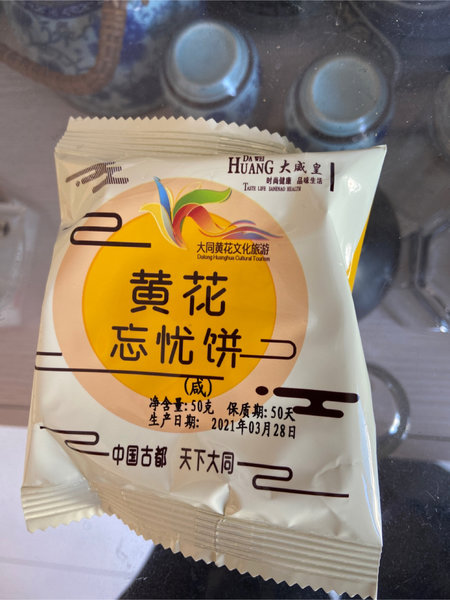 DA WEI
HUANG 大威皇
时尚健康 品味生活
TASTE LIFE SANINAO HEALTH
大同黄花文化旅游
Datong Huanghua Cultural Tourism
黄花
忘忧饼
(咸)
净含量:50克 保质期:50天
生产日期: 2021年03月28日
中国古都 天下大同